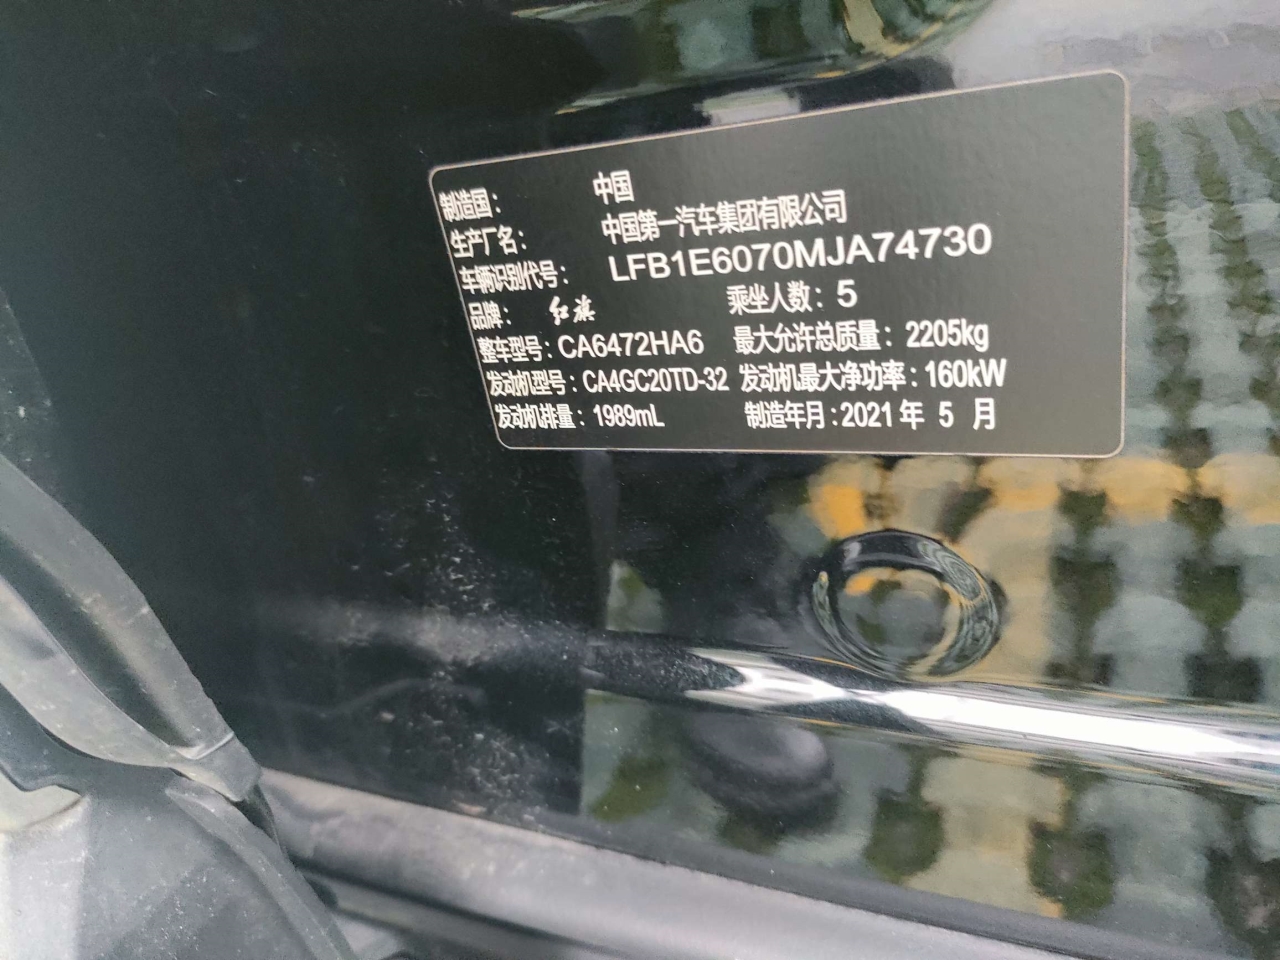 制造国： 中国
生产厂名： 中国第一汽车集团有限公司
车辆识别代号： LFB1E6070MJA74730
品牌： 红旗 乘坐人数：5
整车型号：CA6472HA6 最大允许总质量：2205kg
发动机型号：CA4GC20TD-32 发动机最大净功率：160kW
发动机排量：1989mL 制造年月：2021 年 5 月